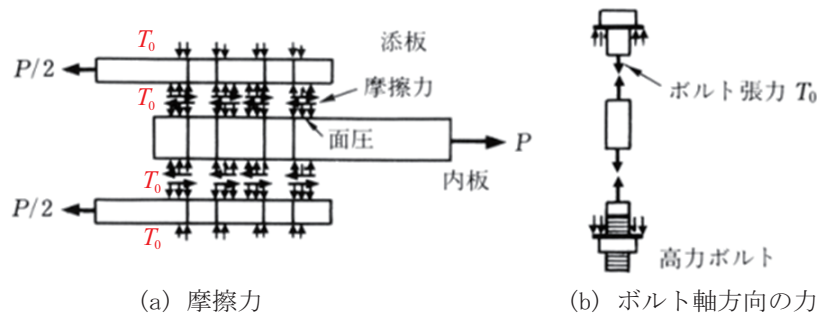 T₀
添板
P/2
T₀
摩擦力
ボルト張力 T₀
面圧
P
T₀
内板
P/2
T₀
高力ボルト
(a) 摩擦力
(b) ボルト軸方向の力